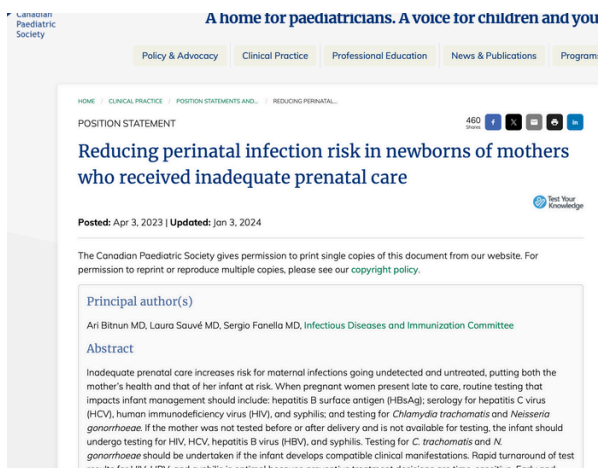 Canadian
Paediatric
Society
A home for paediatricians. A voice for children and you
Policy & Advocacy Clinical Practice Professional Education News & Publications Program
HOME / CLINICAL PRACTICE / POSITION STATEMENTS AND... / REDUCING PERINATAL...
POSITION STATEMENT
460
Shares
Reducing perinatal infection risk in newborns of mothers
who received inadequate prenatal care
Test Your
Knowledge
Posted: Apr 3, 2023 | Updated: Jan 3, 2024
The Canadian Paediatric Society gives permission to print single copies of this document from our website. For
permission to reprint or reproduce multiple copies, please see our copyright policy.
Principal author(s)
Ari Bitnun MD, Laura Sauvé MD, Sergio Fanella MD, Infectious Diseases and Immunization Committee
Abstract
Inadequate prenatal care increases risk for maternal infections going undetected and untreated, putting both the
mother's health and that of her infant at risk. When pregnant women present late to care, routine testing that
impacts infant management should include: hepatitis B surface antigen (HBsAg); serology for hepatitis C virus
(HCV), human immunodeficiency virus (HIV), and syphilis; and testing for Chlamydia trachomatis and Neisseria
gonorrhoeae. If the mother was not tested before or after delivery and is not available for testing, the infant should
undergo testing for HIV, HCV, hepatitis B virus (HBV), and syphilis. Testing for C. trachomatis and N.
gonorrhoeae should be undertaken if the infant develops compatible clinical manifestations. Rapid turnaround of test